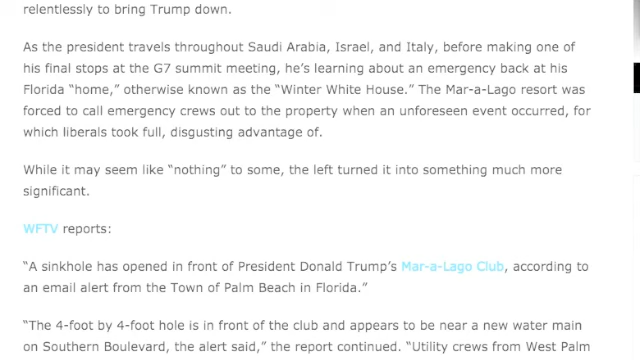 relentlessly to bring Trump down.
As the president travels throughout Saudi Arabia, Israel, and Italy, before making one of
his final stops at the G7 summit meeting, he's learning about an emergency back at his
Florida “home,” otherwise known as the “Winter White House.” The Mar-a-Lago resort was
forced to call emergency crews out to the property when an unforeseen event occurred, for
which liberals took full, disgusting advantage of.
While it may seem like “nothing” to some, the left turned it into something much more
significant.
WFTV reports:
“A sinkhole has opened in front of President Donald Trump’s Mar-a-Lago Club, according to
an email alert from the Town of Palm Beach in Florida.”
“The 4-foot by 4-foot hole is in front of the club and appears to be near a new water main
on Southern Boulevard, the alert said,” the report continued. “Utility crews from West Palm